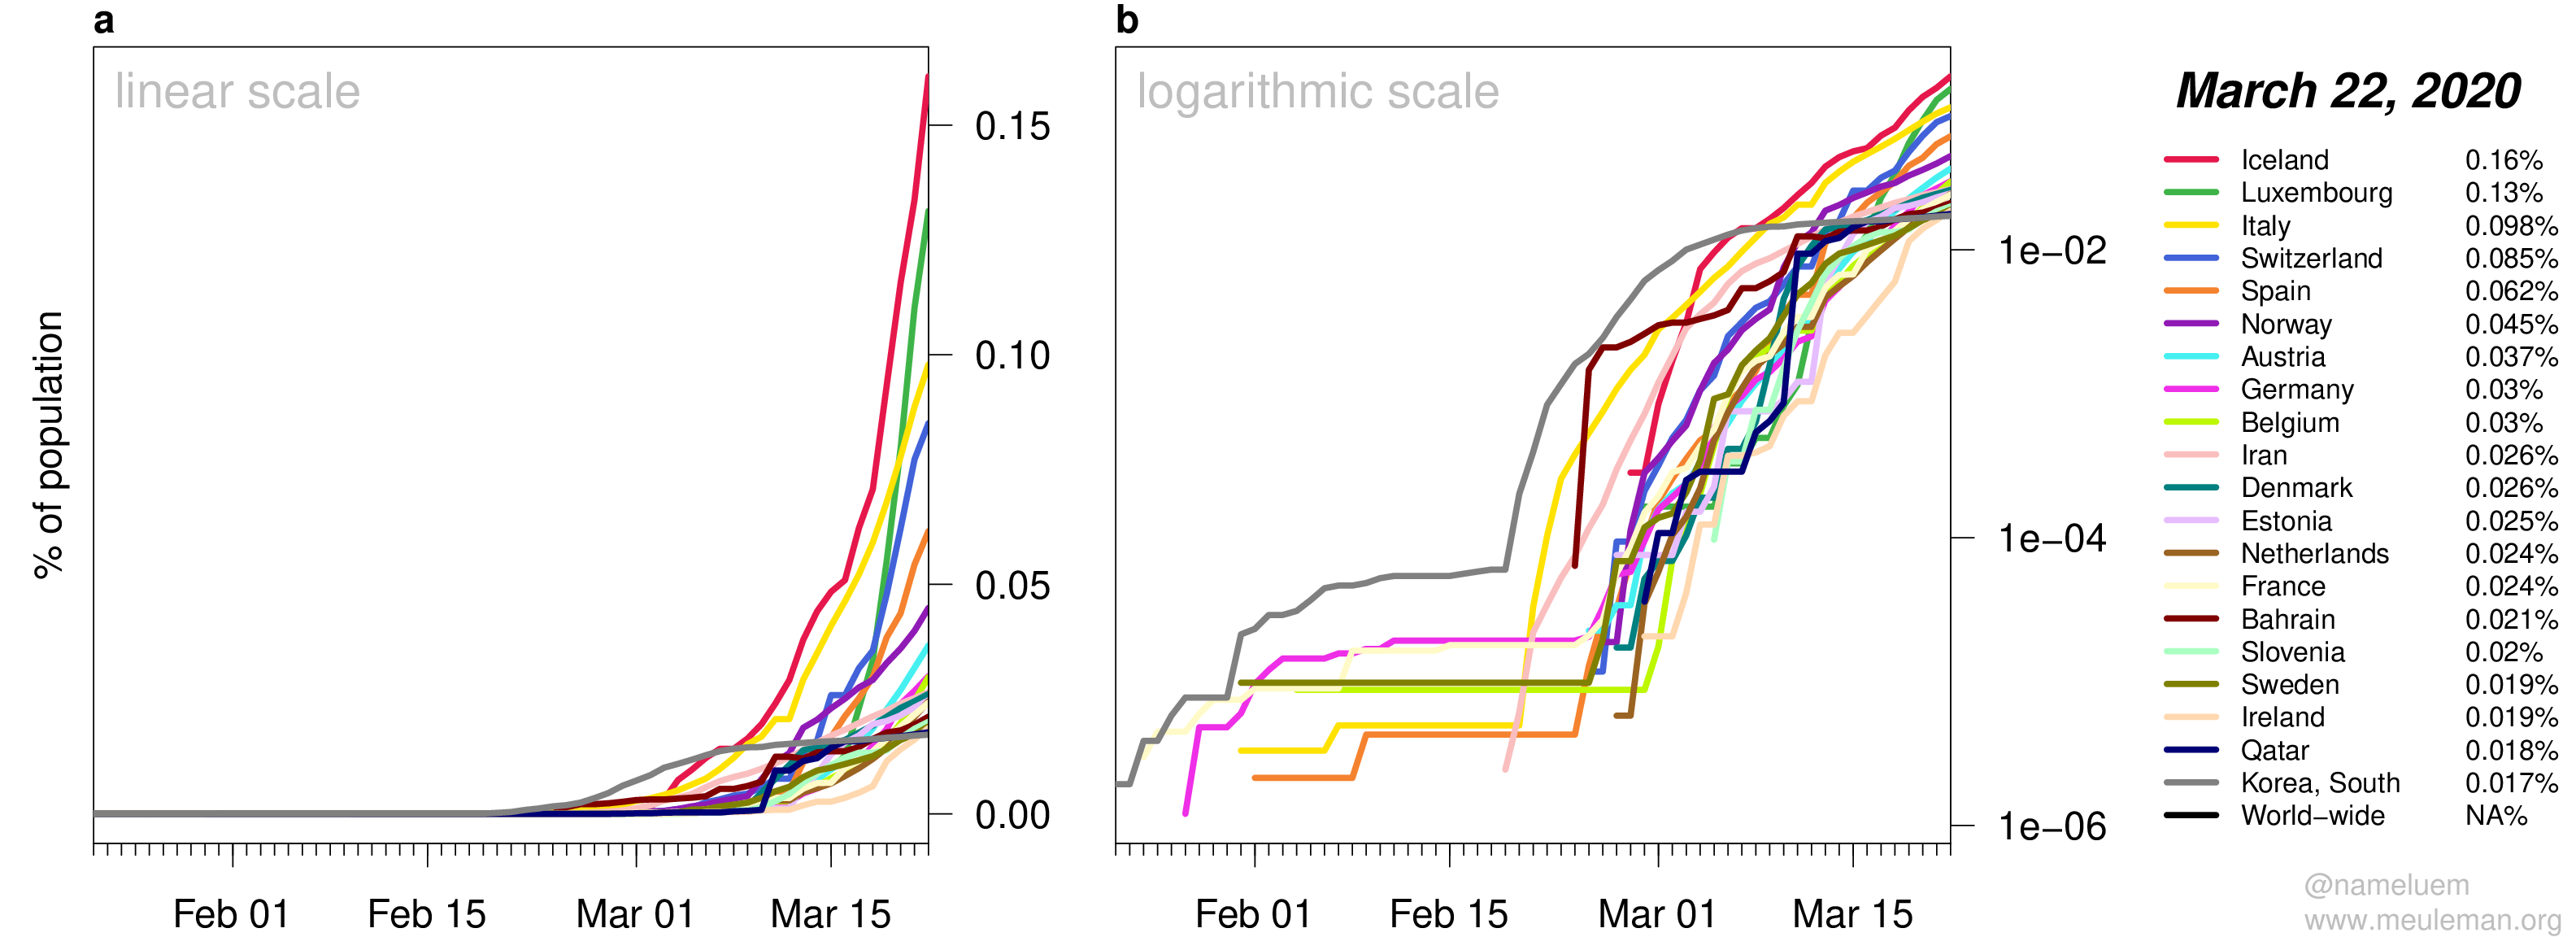 a
linear scale
% of population
0.15
0.10
0.05
0.00
Feb 01 Feb 15 Mar 01 Mar 15
b
logarithmic scale
1e−02
1e−04
1e−06
Feb 01 Feb 15 Mar 01 Mar 15
March 22, 2020
Iceland 0.16%
Luxembourg 0.13%
Italy 0.098%
Switzerland 0.085%
Spain 0.062%
Norway 0.045%
Austria 0.037%
Germany 0.03%
Belgium 0.03%
Iran 0.026%
Denmark 0.026%
Estonia 0.025%
Netherlands 0.024%
France 0.024%
Bahrain 0.021%
Slovenia 0.02%
Sweden 0.019%
Ireland 0.019%
Qatar 0.018%
Korea, South 0.017%
World−wide NA%
@nameluem
www.meuleman.org